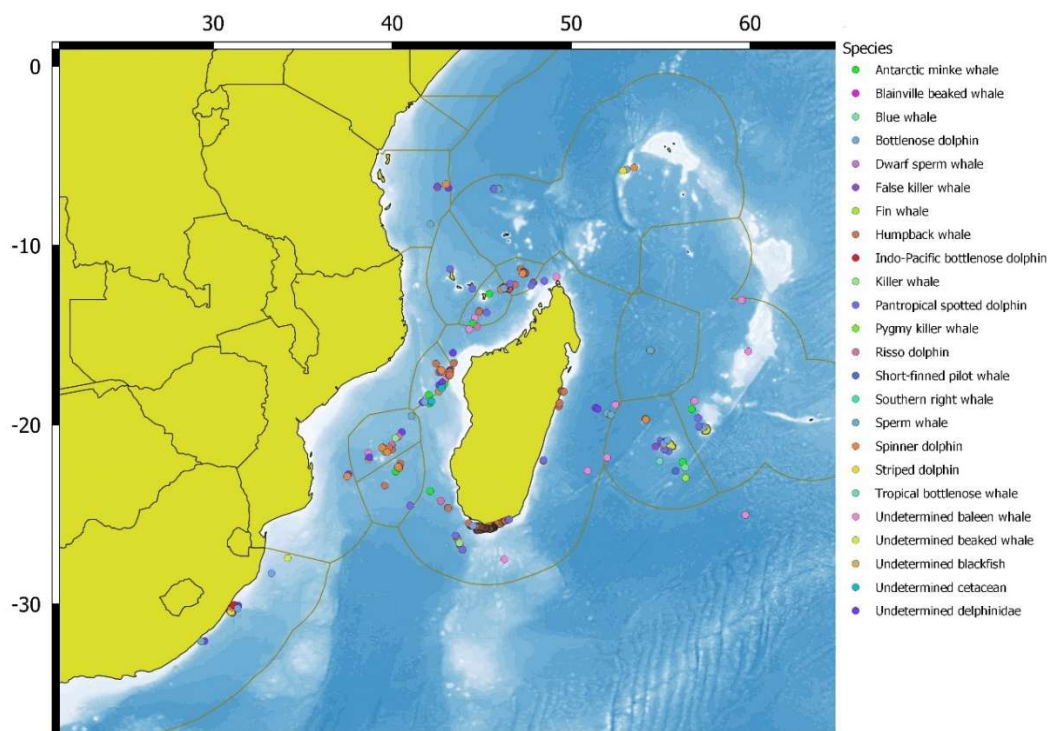 30 40 50 60
Species
0
-10
-20
-30
Antarctic minke whale
Blainville beaked whale
Blue whale
Bottlenose dolphin
Dwarf sperm whale
False killer whale
Fin whale
Humpback whale
Indo-Pacific bottlenose dolphin
Killer whale
Pantropical spotted dolphin
Pygmy killer whale
Risso dolphin
Short-finned pilot whale
Southern right whale
Sperm whale
Spinner dolphin
Striped dolphin
Tropical bottlenose whale
Undetermined baleen whale
Undetermined beaked whale
Undetermined blackfish
Undetermined cetacean
Undetermined delphinidae